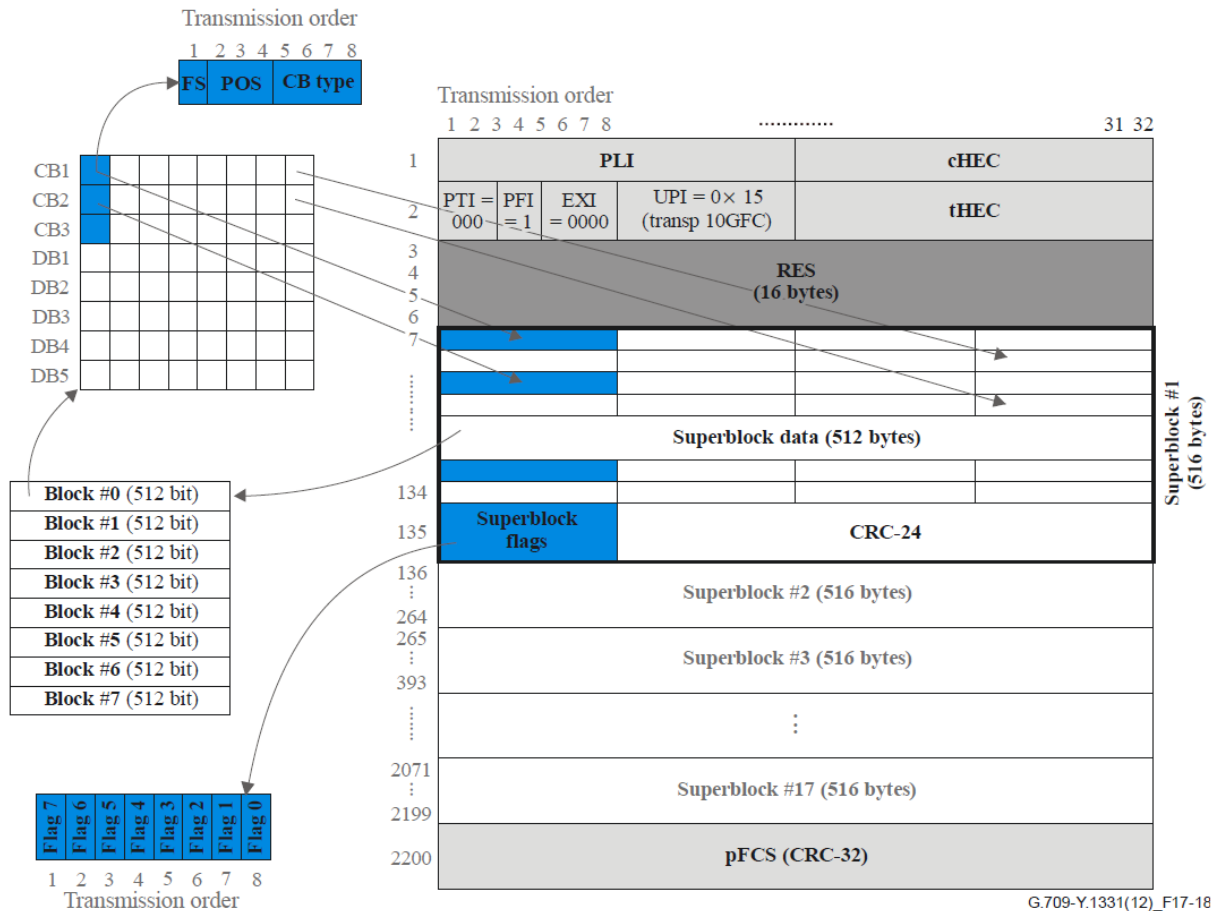 Transmission order
1 2 3 4 5 6 7 8
FS POS CB type
CB1
CB2
CB3
DB1
DB2
DB3
DB4
DB5
Block #0 (512 bit)
Block #1 (512 bit)
Block #2 (512 bit)
Block #3 (512 bit)
Block #4 (512 bit)
Block #5 (512 bit)
Block #6 (512 bit)
Block #7 (512 bit)
Flag 7 Flag 6 Flag 5 Flag 4 Flag 3 Flag 2 Flag 1 Flag 0
1 2 3 4 5 6 7 8
Transmission order
Transmission order
1 2 3 4 5 6 7 8 ............. 31 32
1 PLI cHEC
2
PTI =
000
PFI
= 1
EXI
= 0000
UPI = 0× 15
(transp 10GFC)
tHEC
3
4
5
6
RES
(16 bytes)
7
Superblock data (512 bytes)
134
135
Superblock
flags
CRC-24
Superblock #1
(516 bytes)
136
264
Superblock #2 (516 bytes)
265
393
Superblock #3 (516 bytes)
2071
2199
Superblock #17 (516 bytes)
2200 pFCS (CRC-32)
G.709-Y.1331(12)_F17-18